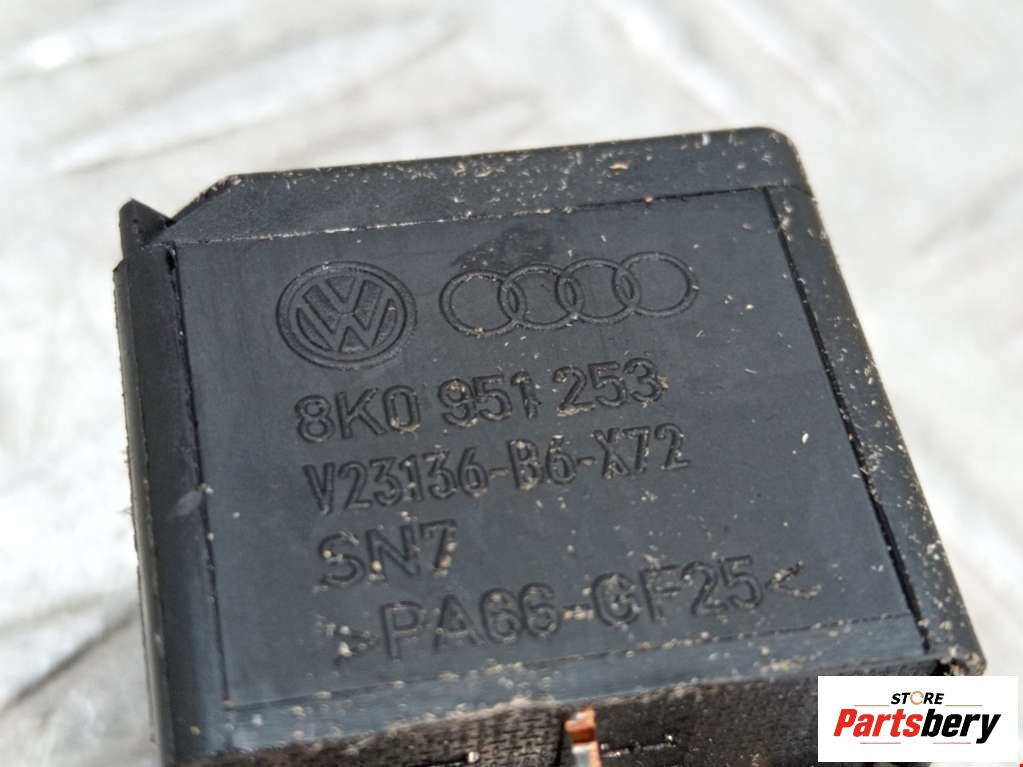 8K0 951 253
V23136-B6-X72
SN7
>PA66-GF25<
STORE
Partsbery